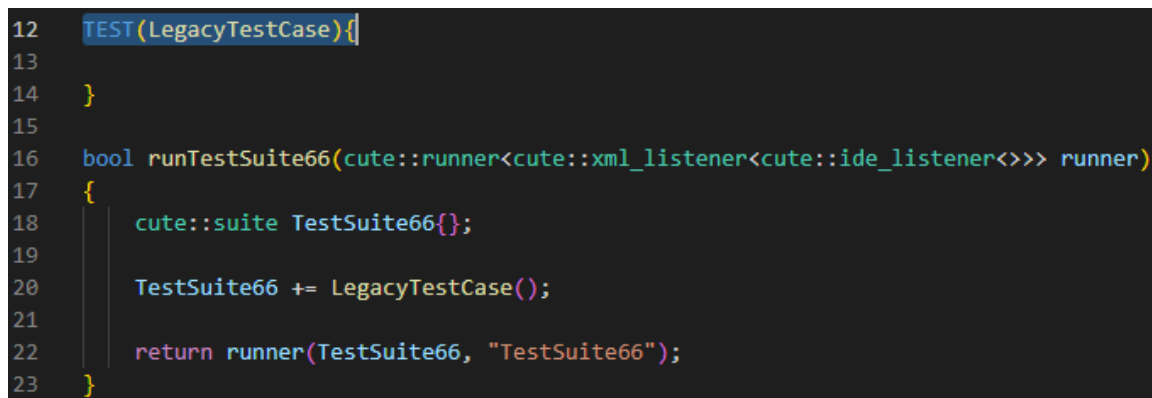 12 TEST(LegacyTestCase){
13
14 }
15
16 bool runTestSuite66(cute::runner<cute::xml_listener<cute::ide_listener<>>> runner)
17 {
18 cute::suite TestSuite66{};
19
20 TestSuite66 += LegacyTestCase();
21
22 return runner(TestSuite66, "TestSuite66");
23 }